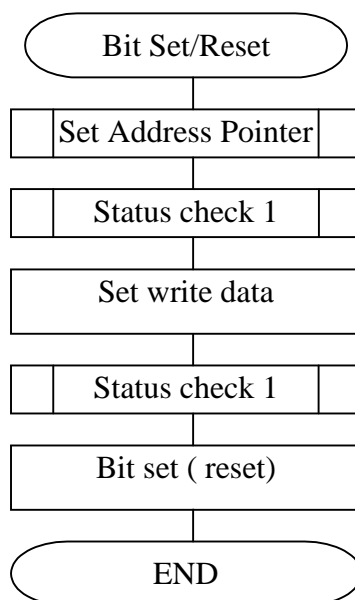 Bit Set/Reset
Set Address Pointer
Status check 1
Set write data
Status check 1
Bit set ( reset)
END